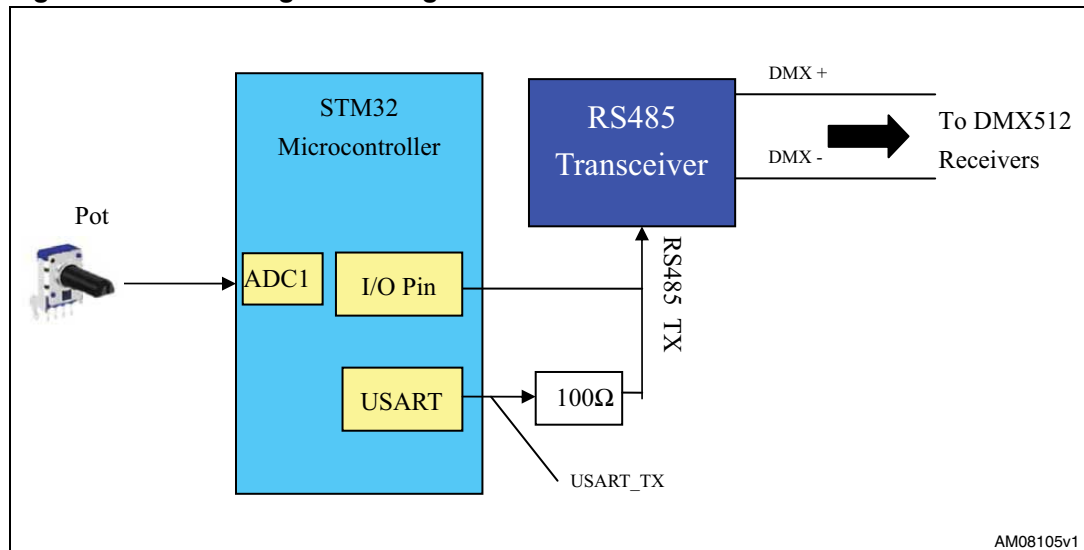 STM32
Microcontroller
RS485
Transceiver
DMX +
DMX -
To DMX512
Receivers
Pot
ADC1
I/O Pin
RS485 TX
USART
100Ω
USART_TX
AM08105v1